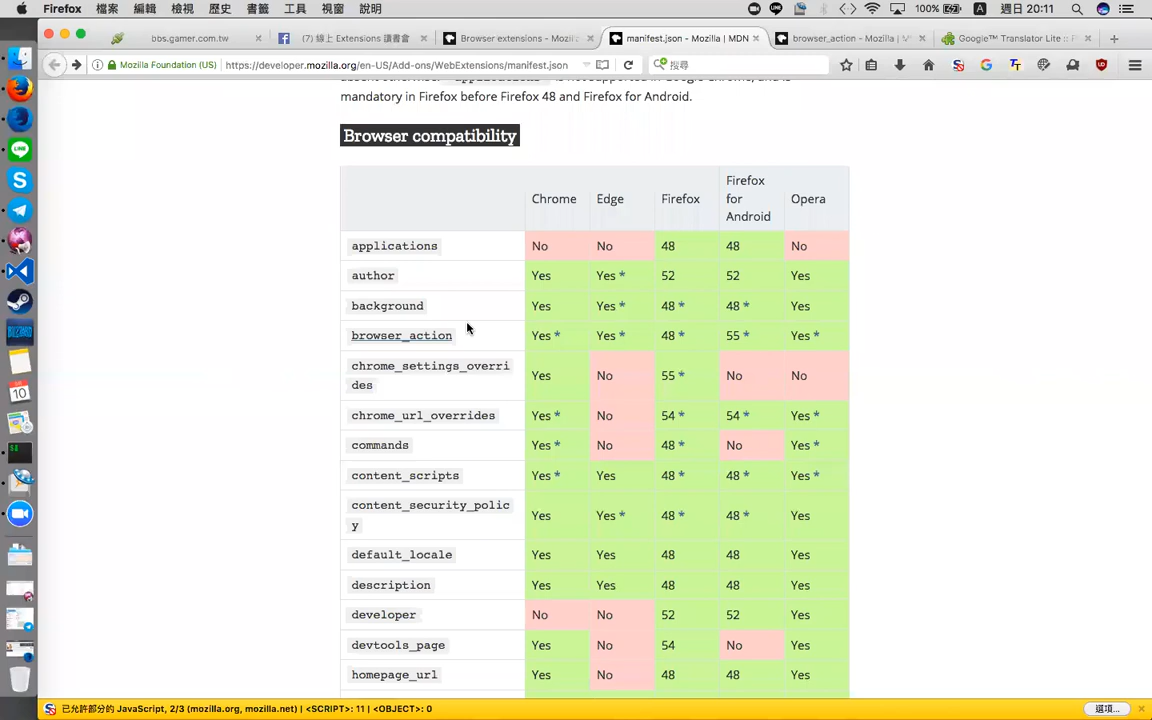 Firefox 檔案 編輯 檢視 歷史 書籤 工具 視窗 說明 100% A 週日 20:11
bbs.gamer.com.tw × (7) 線上 Extensions 讀書會 × Browser extensions - Mozil × manifest.json - Mozilla | MDN × browser_action - Mozilla | × Google™ Translator Lite :: F × +
Mozilla Foundation (US) https://developer.mozilla.org/en-US/Add-ons/WebExtensions/manifest.json 搜尋
mandatory in Firefox before Firefox 48 and Firefox for Android.
Browser compatibility
Chrome Edge Firefox Firefox for Android Opera
applications No No 48 48 No
author Yes Yes * 52 52 Yes
background Yes Yes * 48 * 48 * Yes
browser_action Yes * Yes * 48 * 55 * Yes *
chrome_settings_overri
des Yes No 55 * No No
chrome_url_overrides Yes * No 54 * 54 * Yes *
commands Yes * No 48 * No Yes *
content_scripts Yes * Yes 48 * 48 * Yes *
content_security_polic
y Yes Yes * 48 * 48 * Yes
default_locale Yes Yes 48 48 Yes
description Yes Yes 48 48 Yes
developer No No 52 52 Yes
devtools_page Yes No 54 No Yes
homepage_url Yes No 48 48 Yes
已允許部分的 JavaScript, 2/3 (mozilla.org, mozilla.net) | <SCRIPT>: 11 | <OBJECT>: 0 選項... ×